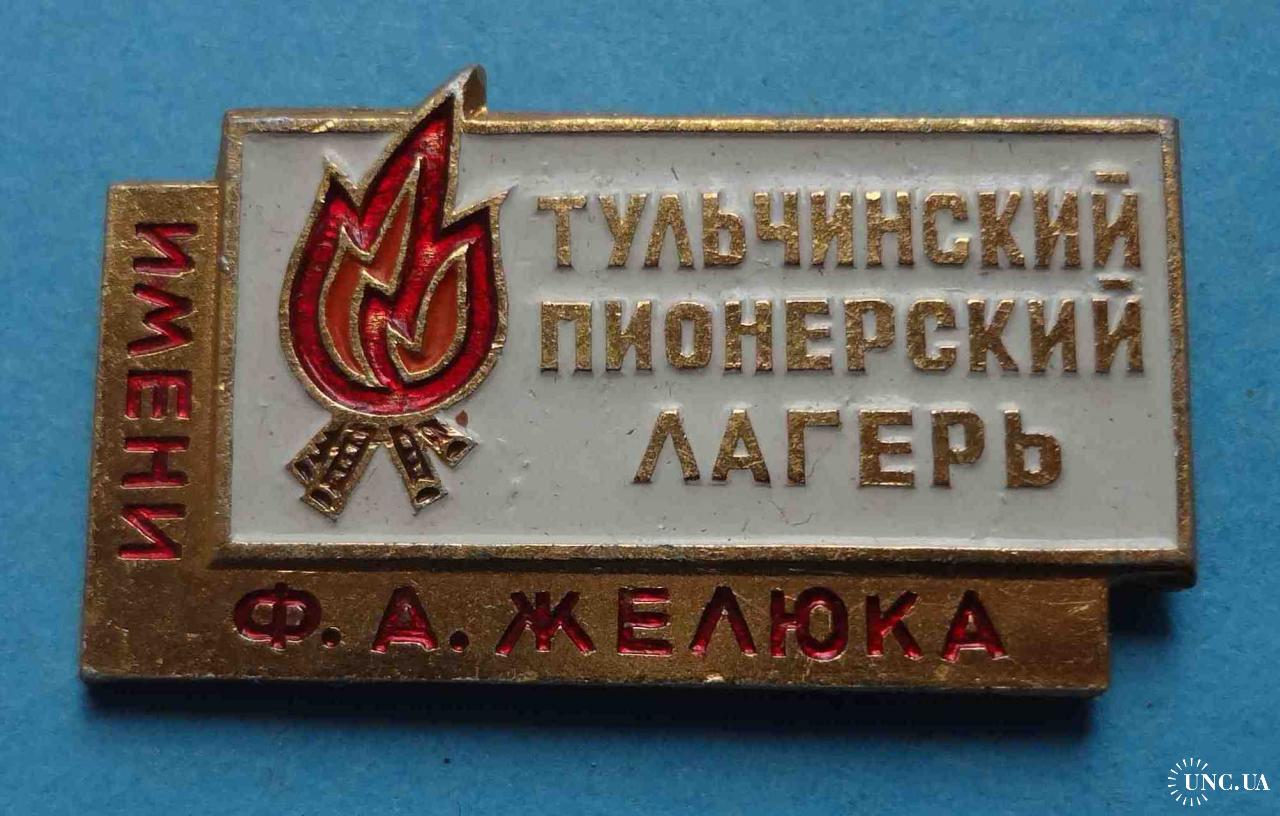 ТУЛЬЧИНСКИЙ
ПИОНЕРСКИЙ
ЛАГЕРЬ
ИМЕНИ
Ф. А. ЖЕЛЮКА
UNC.UA